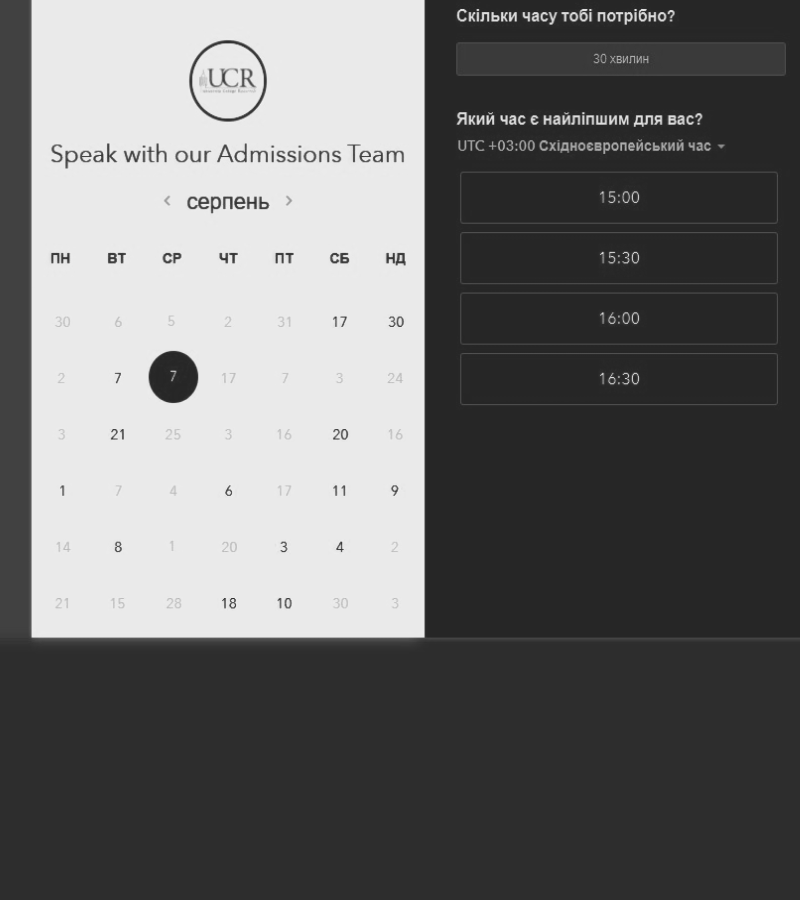 UCR
Speak with our Admissions Team
серпень
ПН ВТ СР ЧТ ПТ СБ НД
30 6 5 2 31 17 30
2 7 7 17 7 3 24
3 21 25 3 16 20 16
1 7 4 6 17 11 9
14 8 1 20 3 4 2
21 15 28 18 10 30 3
Скільки часу тобі потрібно?
30 хвилин
Який час є найліпшим для вас?
UTC +03:00 Східноєвропейський час
15:00
15:30
16:00
16:30